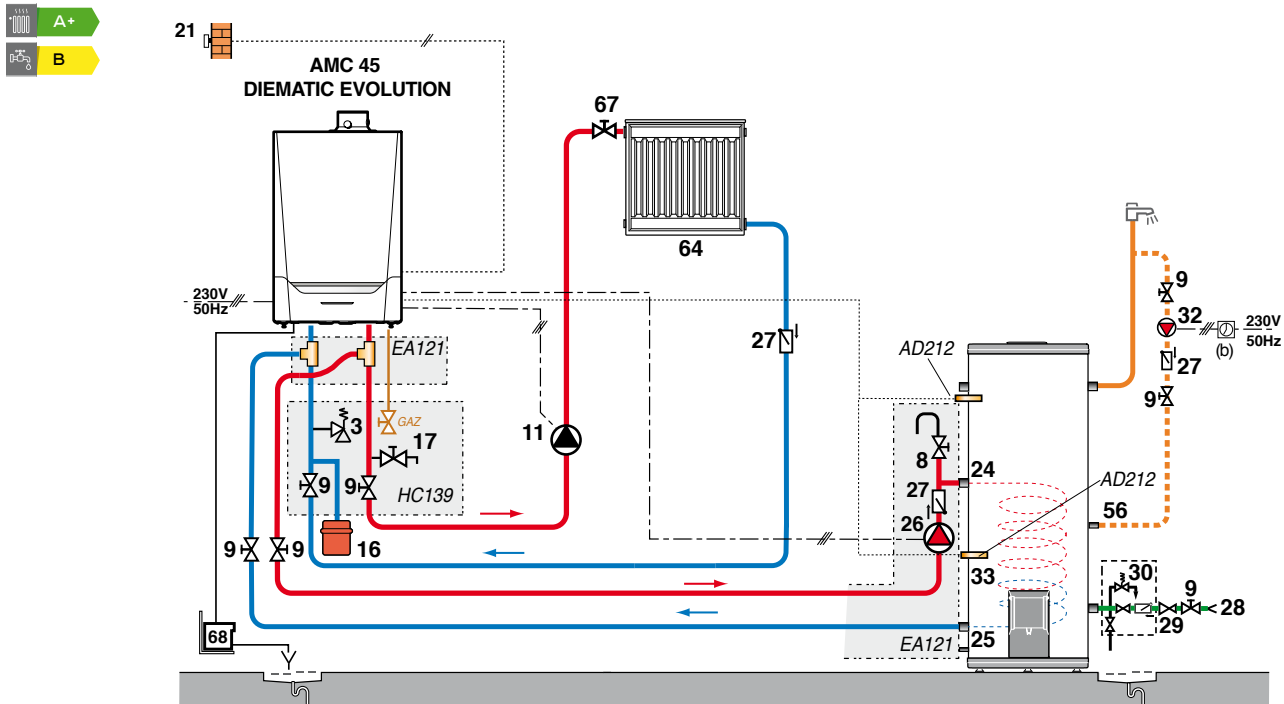 A+
B
21
AMC 45
DIEMATIC EVOLUTION
67
64
230V
50Hz
EA121
3
GAZ
17
9
9
HC139
16
11
27
9
9
68
AD212
8
24
27
26
33
25
EA121
AD212
56
9
32
230V
50Hz
(b)
27
9
30
9
28
29